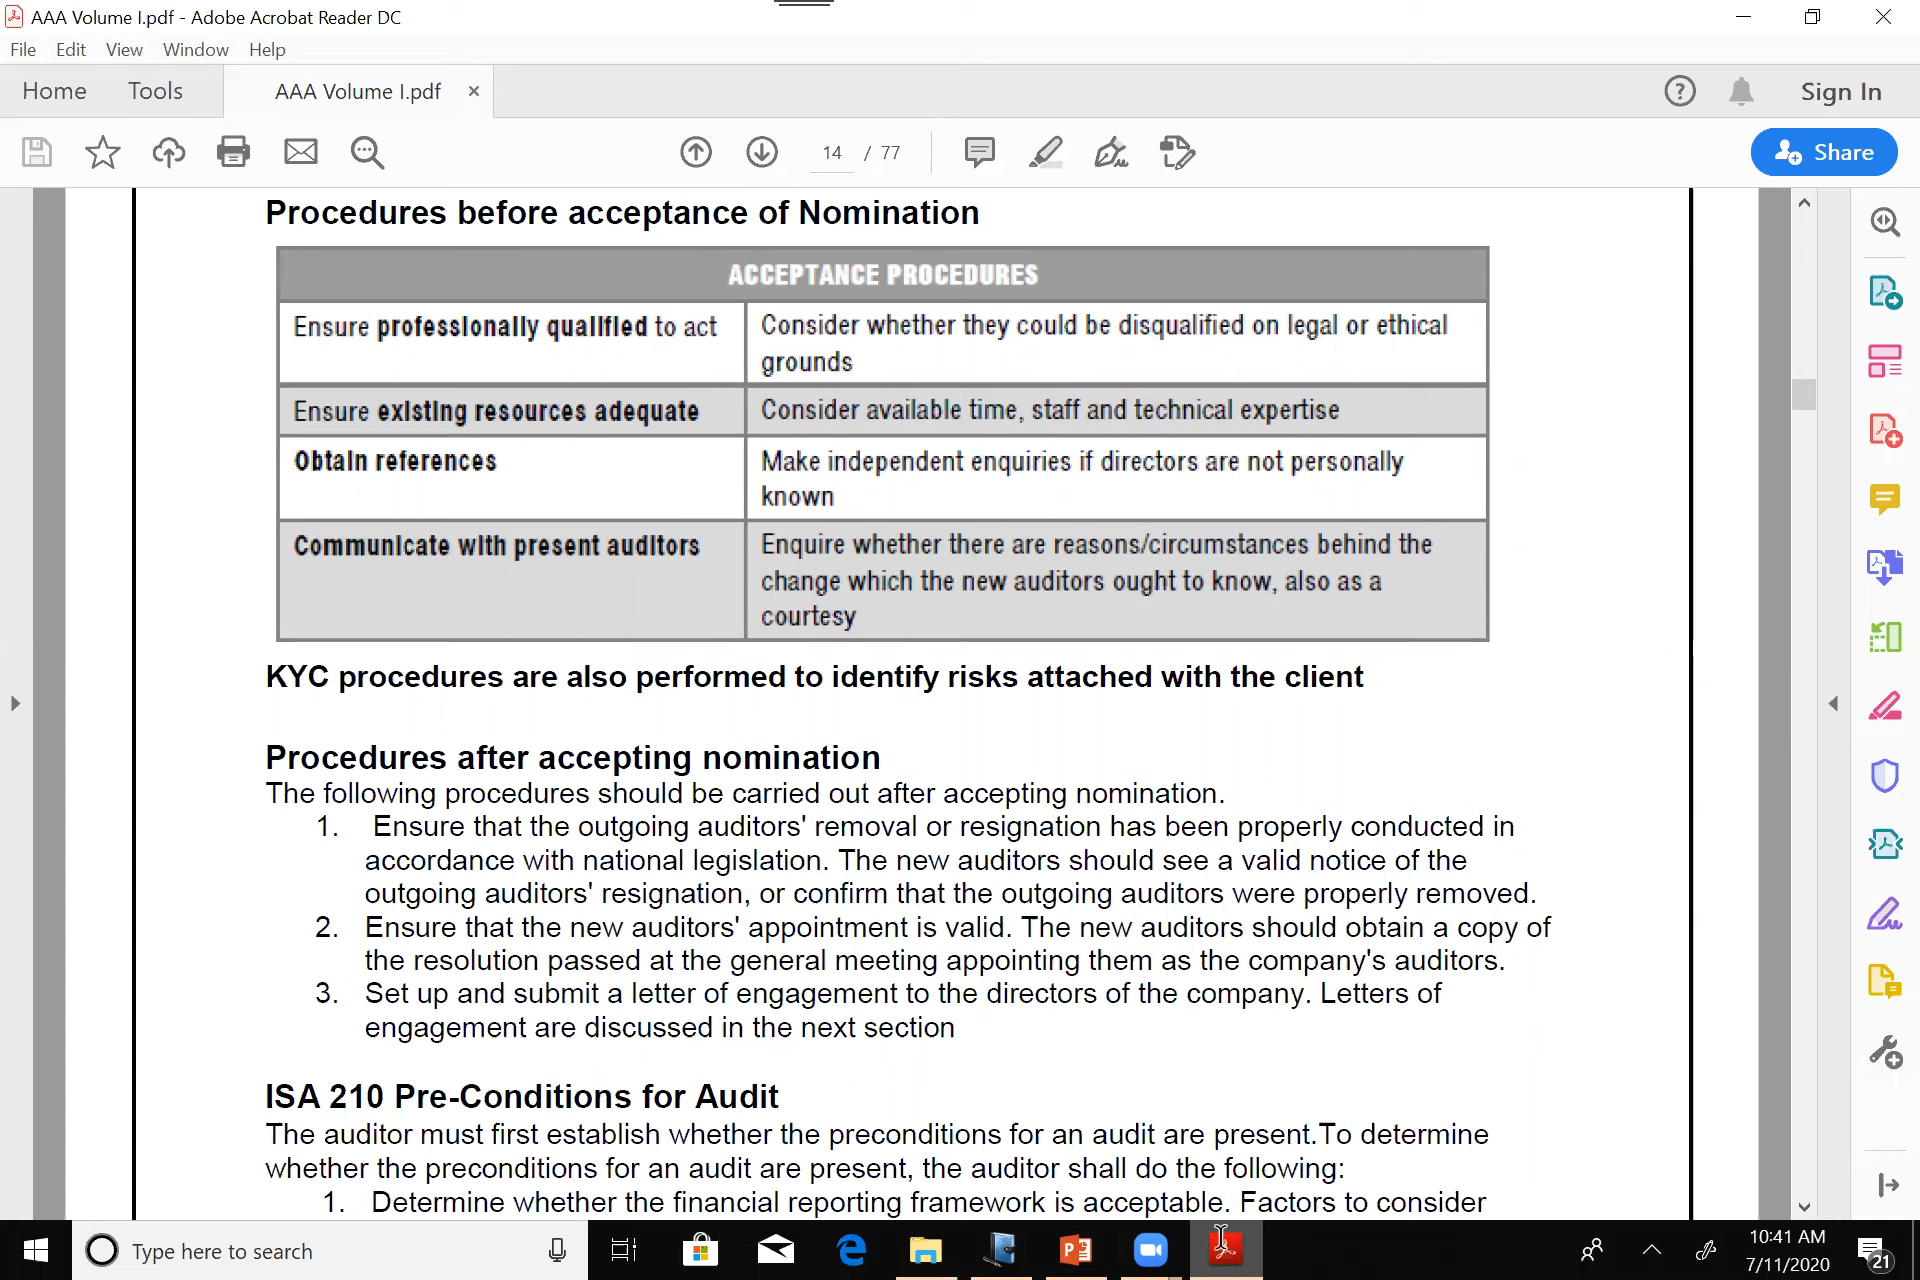 AAA Volume I.pdf - Adobe Acrobat Reader DC
File Edit View Window Help
Home Tools AAA Volume I.pdf × Sign In
14 / 77 Share
Procedures before acceptance of Nomination
ACCEPTANCE PROCEDURES
Ensure professionally qualified to act
Consider whether they could be disqualified on legal or ethical
grounds
Ensure existing resources adequate
Consider available time, staff and technical expertise
Obtain references
Make independent enquiries if directors are not personally
known
Communicate with present auditors
Enquire whether there are reasons/circumstances behind the
change which the new auditors ought to know, also as a
courtesy
KYC procedures are also performed to identify risks attached with the client
Procedures after accepting nomination
The following procedures should be carried out after accepting nomination.
1. Ensure that the outgoing auditors' removal or resignation has been properly conducted in
accordance with national legislation. The new auditors should see a valid notice of the
outgoing auditors' resignation, or confirm that the outgoing auditors were properly removed.
2. Ensure that the new auditors' appointment is valid. The new auditors should obtain a copy of
the resolution passed at the general meeting appointing them as the company's auditors.
3. Set up and submit a letter of engagement to the directors of the company. Letters of
engagement are discussed in the next section
ISA 210 Pre-Conditions for Audit
The auditor must first establish whether the preconditions for an audit are present.To determine
whether the preconditions for an audit are present, the auditor shall do the following:
1. Determine whether the financial reporting framework is acceptable. Factors to consider
Type here to search
10:41 AM
7/11/2020
21